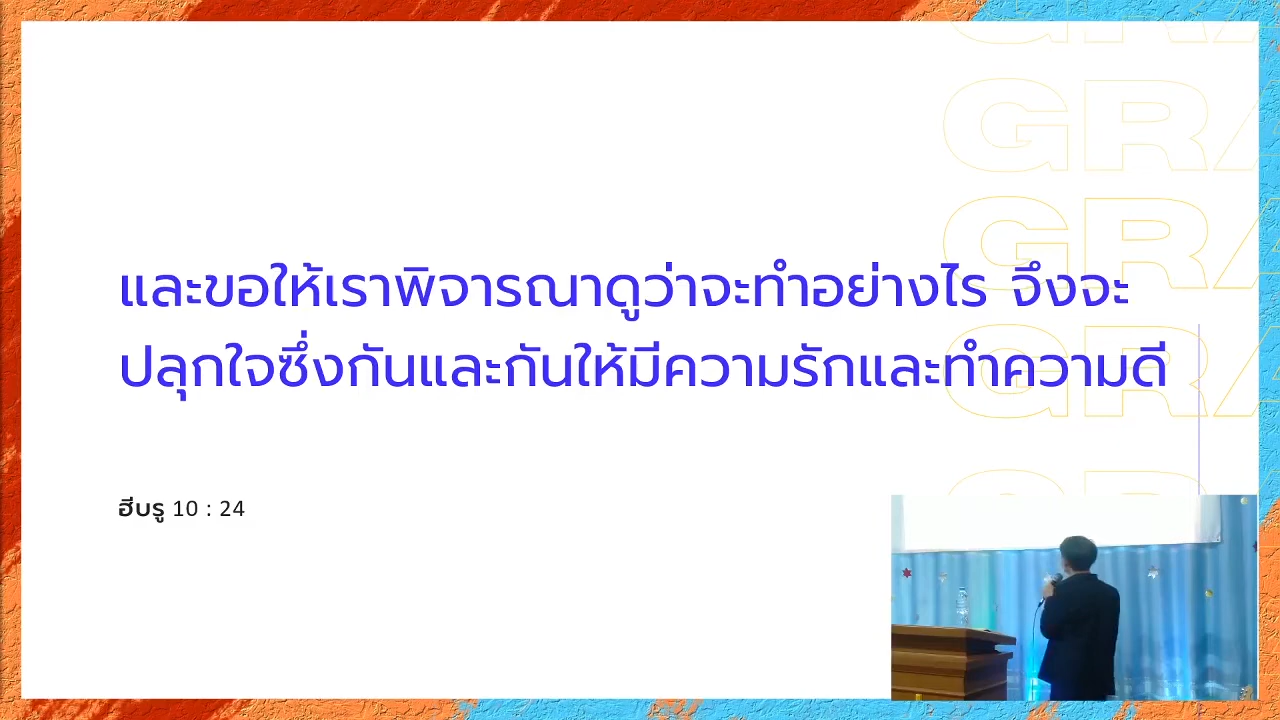 GRA
GRA
และขอให้เราพิจารณาดูว่าจะทำอย่างไร จึงจะ
ปลุกใจซึ่งกันและกันให้มีความรักและทำความดี
GRA
ฮีบรู 10 : 24